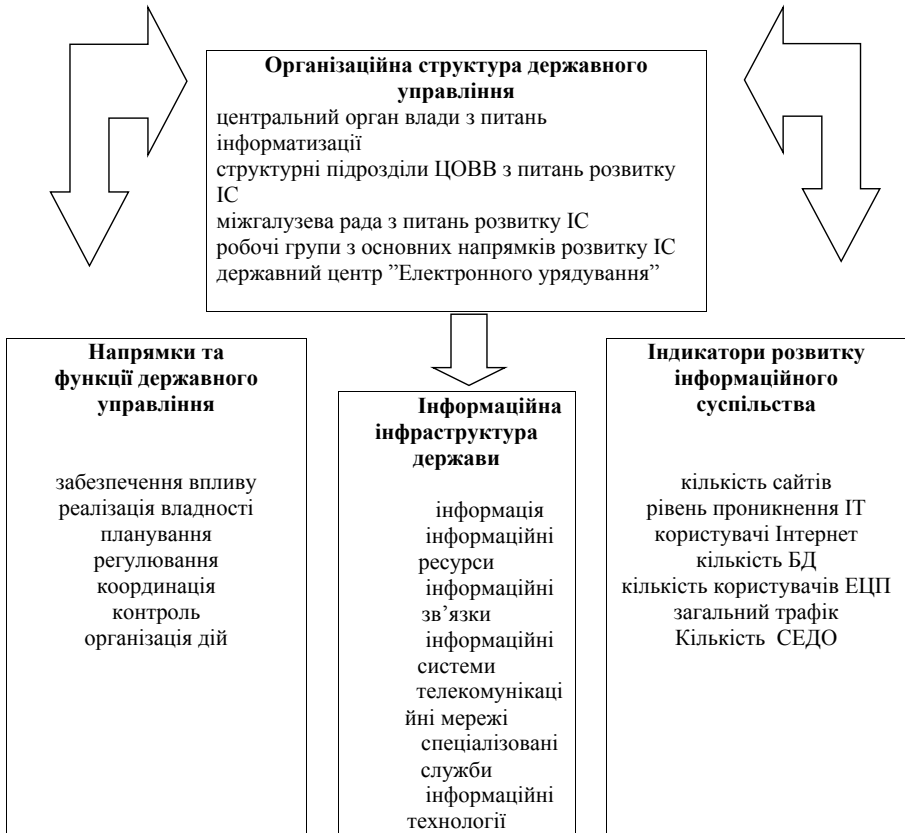 Організаційна структура державного
управління
центральний орган влади з питань
інформатизації
структурні підрозділи ЦОВВ з питань розвитку
ІС
міжгалузева рада з питань розвитку ІС
робочі групи з основних напрямків розвитку ІС
державний центр ”Електронного урядування”
Напрямки та
функції державного
управління
забезпечення впливу
реалізація владності
планування
регулювання
координація
контроль
організація дій
Інформаційна
інфраструктура
держави
інформація
інформаційні
ресурси
інформаційні
зв’язки
інформаційні
системи
телекомунікаці
йні мережі
спеціалізовані
служби
інформаційні
технології
Індикатори розвитку
інформаційного
суспільства
кількість сайтів
рівень проникнення ІТ
користувачі Інтернет
кількість БД
кількість користувачів ЕЦП
загальний трафік
Кількість СЕДО